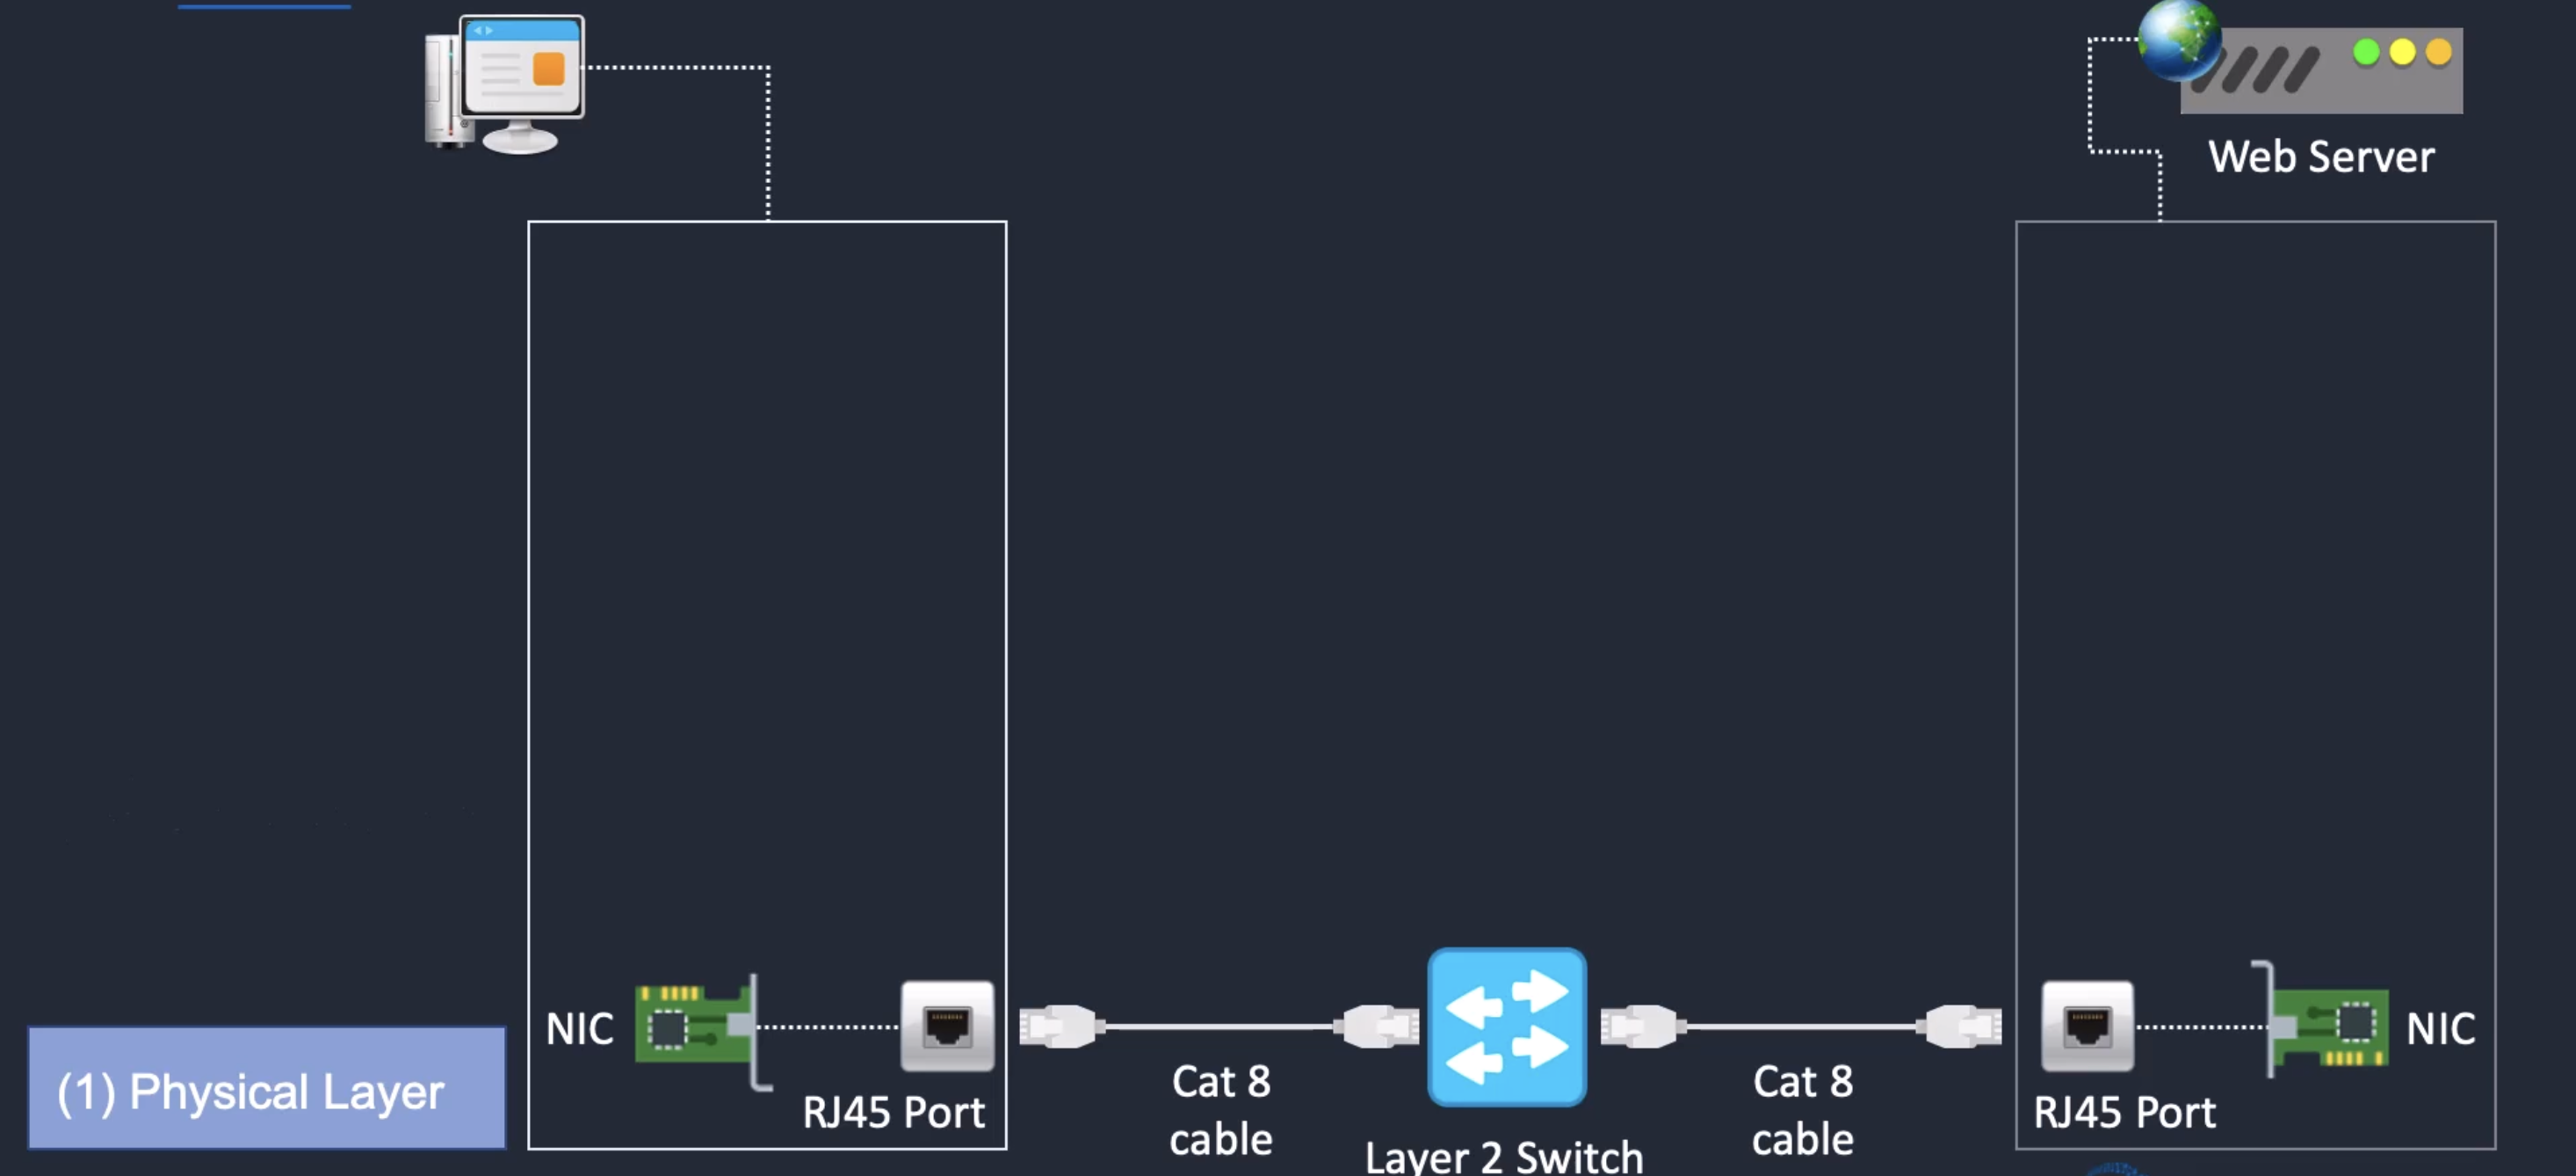 Web Server
NIC
NIC
(1) Physical Layer
RJ45 Port
Cat 8
cable
Layer 2 Switch
Cat 8
cable
RJ45 Port